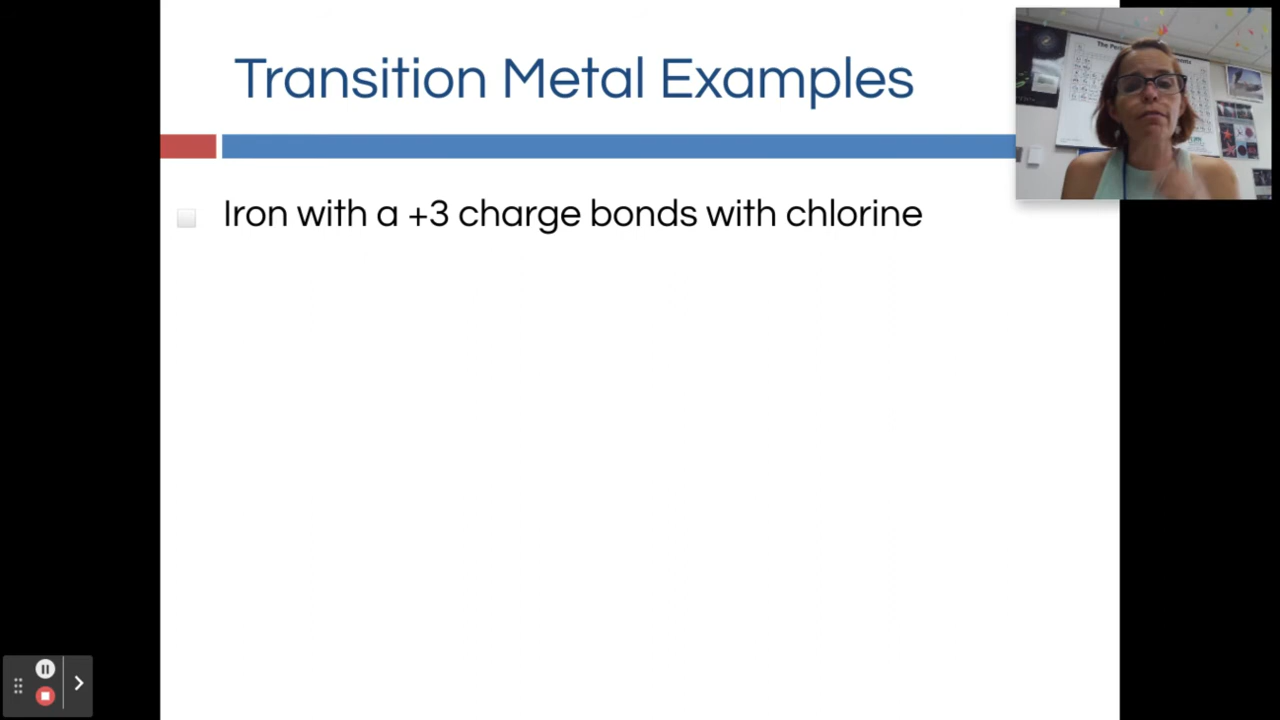 Transition Metal Examples
Iron with a +3 charge bonds with chlorine